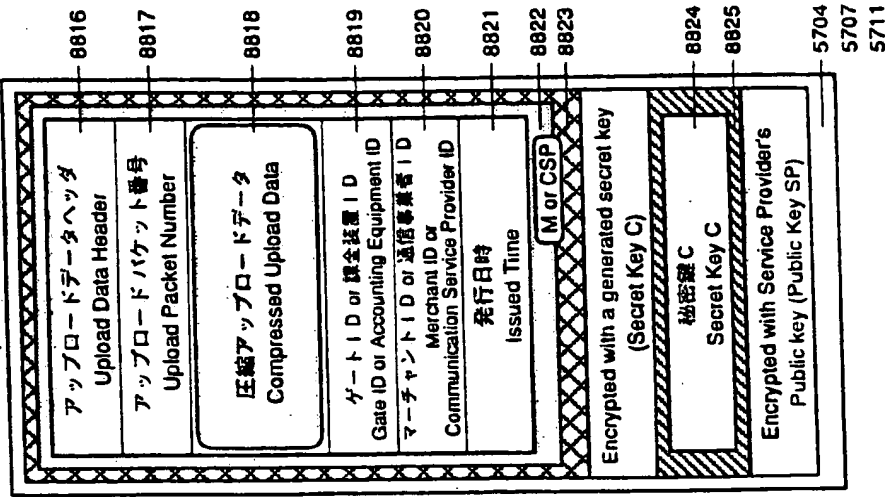 アップロードデータヘッダ
Upload Data Header
8816
アップロードパケット番号
Upload Packet Number
8817
圧縮アップロードデータ
Compressed Upload Data
8818
ゲートID or 課金装置ID
Gate ID or Accounting Equipment ID
8819
マーチャントID or 通信事業者ID
Merchant ID or
Communication Service Provider ID
8820
発行日時
Issued Time
8821
M or CSP
8822
8823
Encrypted with a generated secret key
(Secret Key C)
秘密鍵C
Secret Key C
8824
8825
Encrypted with Service Provider's
Public key (Public Key SP)
5704
5707
5711